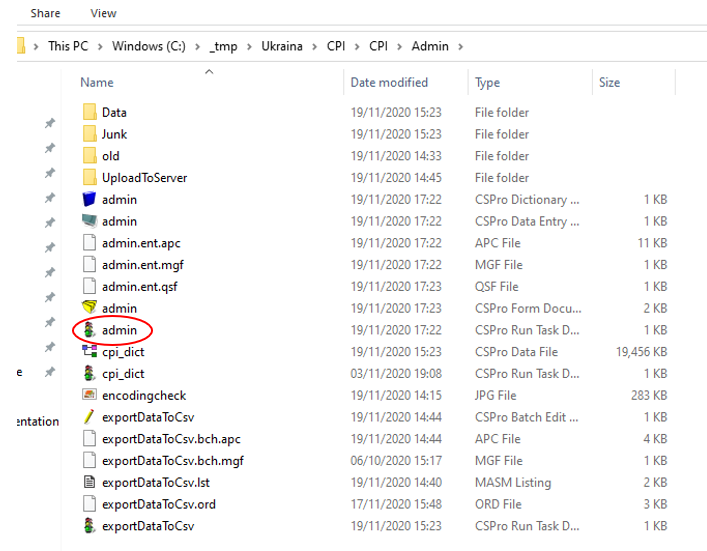 Share View
This PC > Windows (C:) > _tmp > Ukraina > CPI > CPI > Admin >
Name Date modified Type Size
Data 19/11/2020 15:23 File folder
Junk 19/11/2020 15:23 File folder
old 19/11/2020 14:33 File folder
UploadToServer 19/11/2020 14:45 File folder
admin 19/11/2020 17:22 CSPro Dictionary ... 1 KB
admin 19/11/2020 17:22 CSPro Data Entry ... 1 KB
admin.ent.apc 19/11/2020 17:22 APC File 11 KB
admin.ent.mgf 19/11/2020 17:22 MGF File 1 KB
admin.ent.qsf 19/11/2020 17:23 QSF File 1 KB
admin 19/11/2020 17:23 CSPro Form Docu... 2 KB
admin 19/11/2020 17:22 CSPro Run Task D... 1 KB
cpi_dict 19/11/2020 15:23 CSPro Data File 19,456 KB
e cpi_dict 03/11/2020 19:08 CSPro Run Task D... 1 KB
encodingcheck 19/11/2020 14:15 JPG File 283 KB
entation exportDataToCsv 19/11/2020 14:44 CSPro Batch Edit ... 1 KB
exportDataToCsv.bch.apc 19/11/2020 14:44 APC File 4 KB
exportDataToCsv.bch.mgf 06/10/2020 15:17 MGF File 1 KB
exportDataToCsv.lst 19/11/2020 14:40 MASM Listing 2 KB
exportDataToCsv.ord 17/11/2020 15:48 ORD File 3 KB
exportDataToCsv 19/11/2020 15:23 CSPro Run Task D... 1 KB